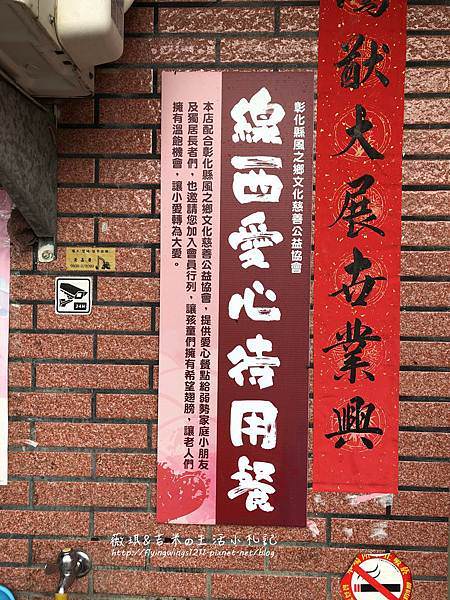 猷大展世業興
彰化縣風之鄉文化慈善公益協會
線西愛心待用餐
本店配合彰化縣風之鄉文化慈善公益協會，提供愛心餐點給弱勢家庭小朋友
及獨居長者們，也邀請您加入會員行列，讓孩童們擁有希望翅膀，讓老人們
擁有溫飽機會，讓小愛轉為大愛。
24H
薇琪&吉米の生活小札記
http://flyingwings1212.pixnet.net/blog